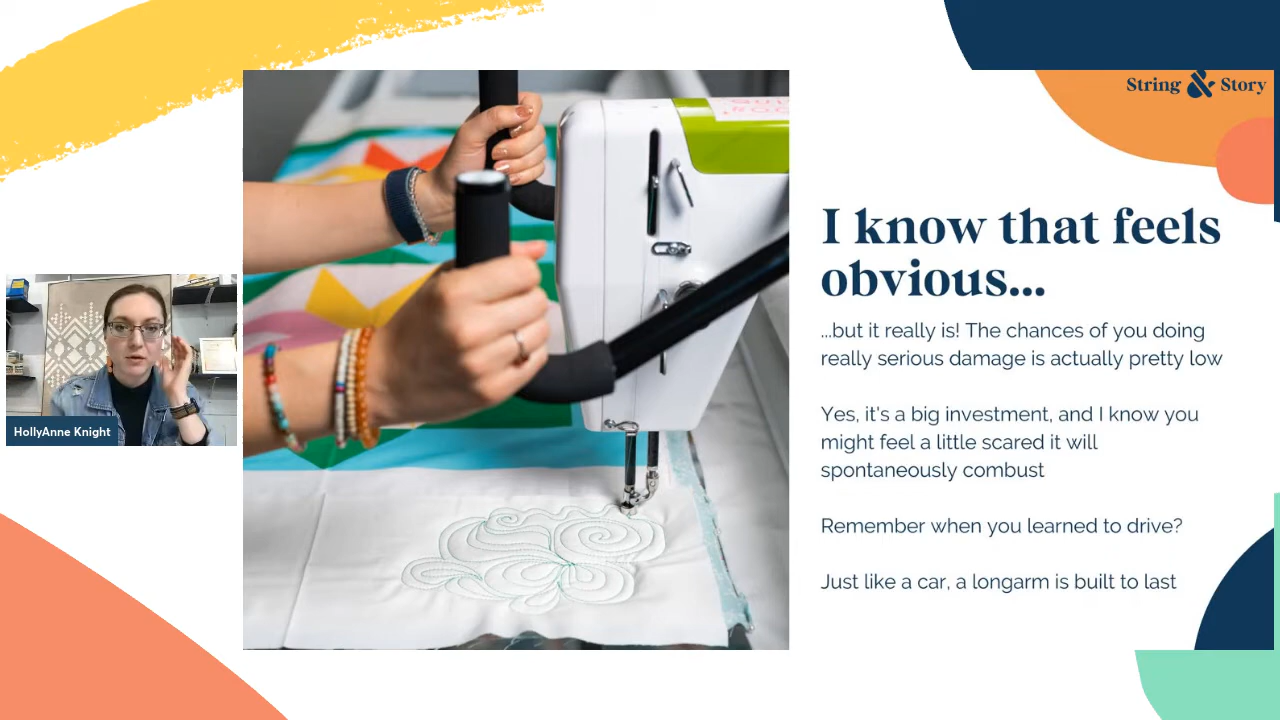 String & Story
I know that feels
obvious...
...but it really is! The chances of you doing
really serious damage is actually pretty low
Yes, it's a big investment, and I know you
might feel a little scared it will
spontaneously combust
Remember when you learned to drive?
Just like a car, a longarm is built to last
HollyAnne Knight